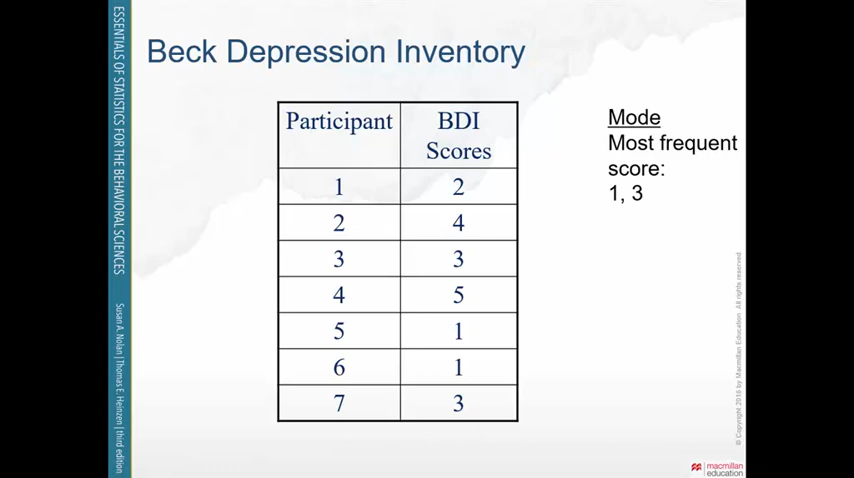 ESSENTIALS OF STATISTICS FOR THE BEHAVIORAL SCIENCES
Susan A. Nolan | Thomas E. Heinzen | third edition
Beck Depression Inventory
Participant BDI Scores
1 2
2 4
3 3
4 5
5 1
6 1
7 3
Mode
Most frequent
score:
1, 3
© Copyright 2016 by Macmillan Education. All rights reserved
macmillan
education